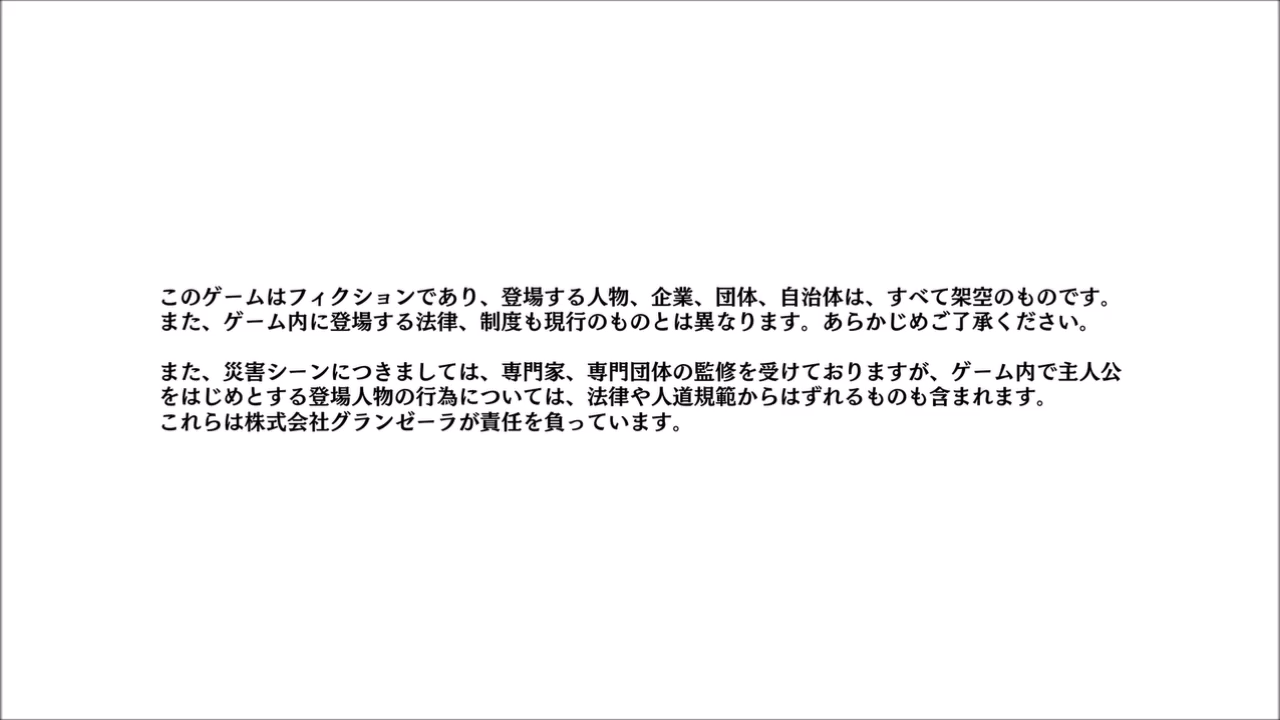 このゲームはフィクションであり、登場する人物、企業、団体、自治体は、すべて架空のものです。
また、ゲーム内に登場する法律、制度も現行のものとは異なります。あらかじめご了承ください。
また、災害シーンにつきましては、専門家、専門団体の監修を受けておりますが、ゲーム内で主人公
をはじめとする登場人物の行為については、法律や人道規範からはずれるものも含まれます。
これらは株式会社グランゼーラが責任を負っています。